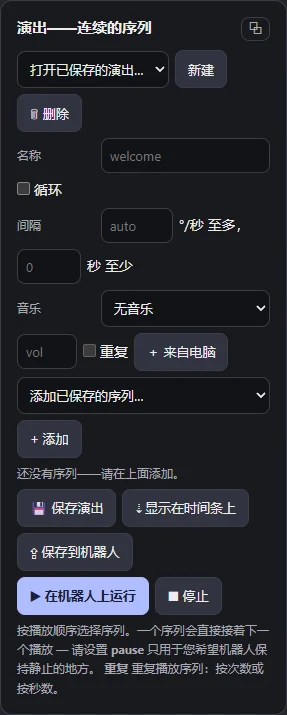 演出——连续的序列
打开已保存的演出... 新建
删除
名称 welcome
循环
间隔 auto °/秒 至多，
0 秒 至少
音乐 无音乐
vol 重复 + 来自电脑
添加已保存的序列...
+ 添加
还没有序列——请在上面添加。
💾 保存演出 ⇣显示在时间条上
⇪保存到机器人
▶ 在机器人上运行 ■ 停止
按播放顺序选择序列。一个序列会直接接着下一
个播放 — 请设置 pause 只用于您希望机器人保
持静止的地方。 重复 重复播放序列：按次数或
按秒数。